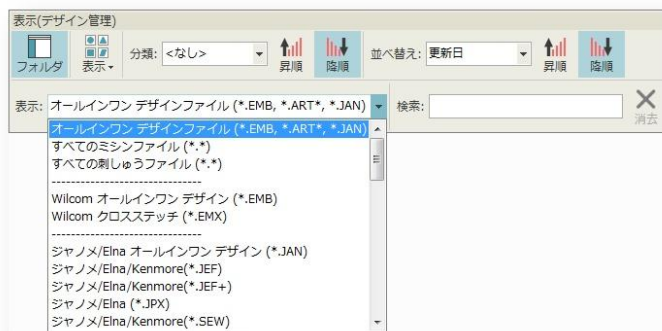 表示(デザイン管理)
フォルダ 表示 分類: <なし> 昇順 降順 並べ替え: 更新日 昇順 降順
表示: オールインワン デザインファイル (*.EMB, *.ART*, *.JAN) 検索: 消去
オールインワン デザインファイル (*.EMB, *.ART*, *.JAN)
すべてのミシンファイル (*.*)
すべての刺しゅうファイル (*.*)
-------------------------------
Wilcom オールインワン デザイン (*.EMB)
Wilcom クロスステッチ (*.EMX)
-------------------------------
ジャノメ/Elna オールインワン デザイン (*.JAN)
ジャノメ/Elna/Kenmore(*.JEF)
ジャノメ/Elna/Kenmore(*.JEF+)
ジャノメ/Elna (*.JPX)
ジャノメ/Elna/Kenmore(*.SEW)